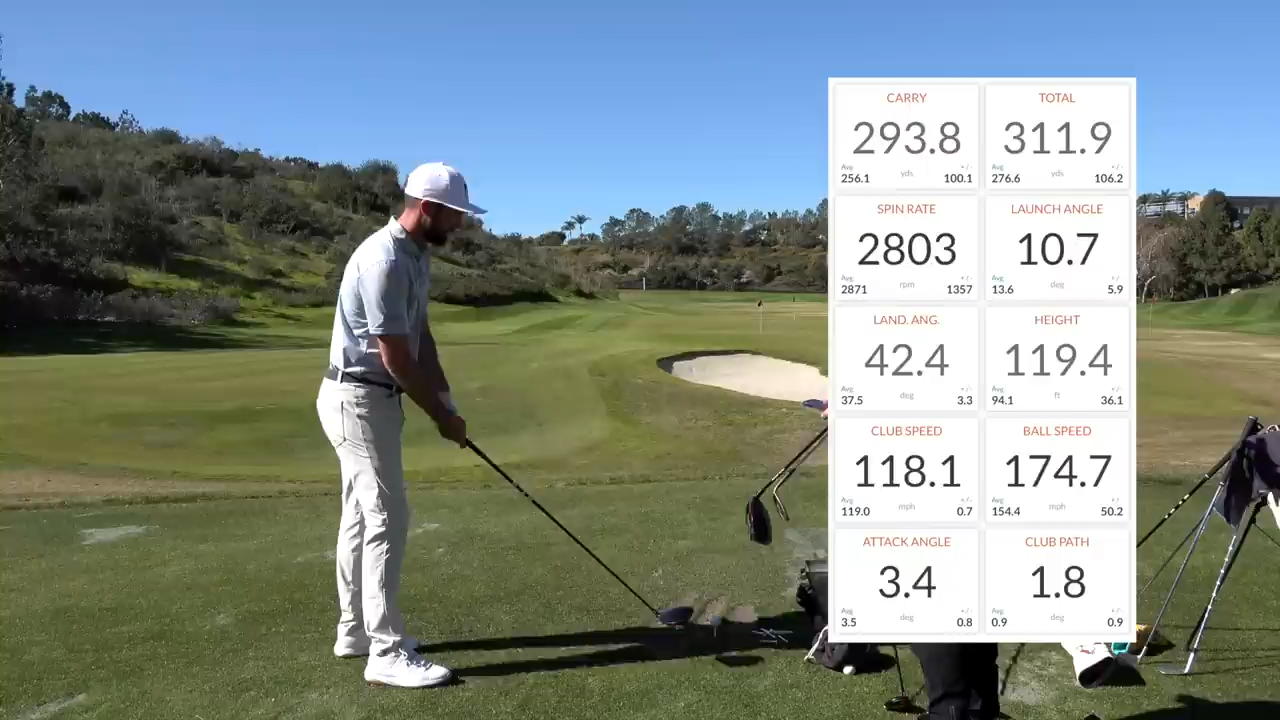 CARRY
293.8
Avg yds +/-
256.1 100.1
TOTAL
311.9
Avg yds +/-
276.6 106.2
SPIN RATE
2803
Avg rpm +/-
2871 1357
LAUNCH ANGLE
10.7
Avg deg +/-
13.6 5.9
LAND. ANG.
42.4
Avg deg +/-
37.5 3.3
HEIGHT
119.4
Avg ft +/-
94.1 36.1
CLUB SPEED
118.1
Avg mph +/-
119.0 0.7
BALL SPEED
174.7
Avg mph +/-
154.4 50.2
ATTACK ANGLE
3.4
Avg deg +/-
3.5 0.8
CLUB PATH
1.8
Avg deg +/-
0.9 0.9